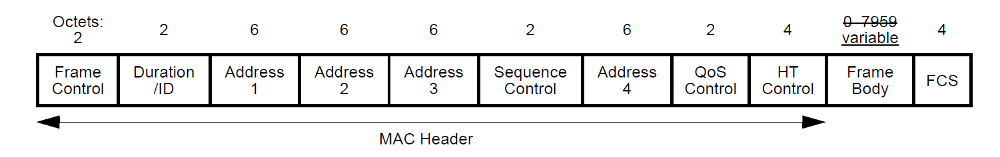 Octets:
2 2 6 6 6 2 6 2 4 0–7959 variable 4
Frame Control
Duration /ID
Address 1
Address 2
Address 3
Sequence Control
Address 4
QoS Control
HT Control
Frame Body
FCS
MAC Header